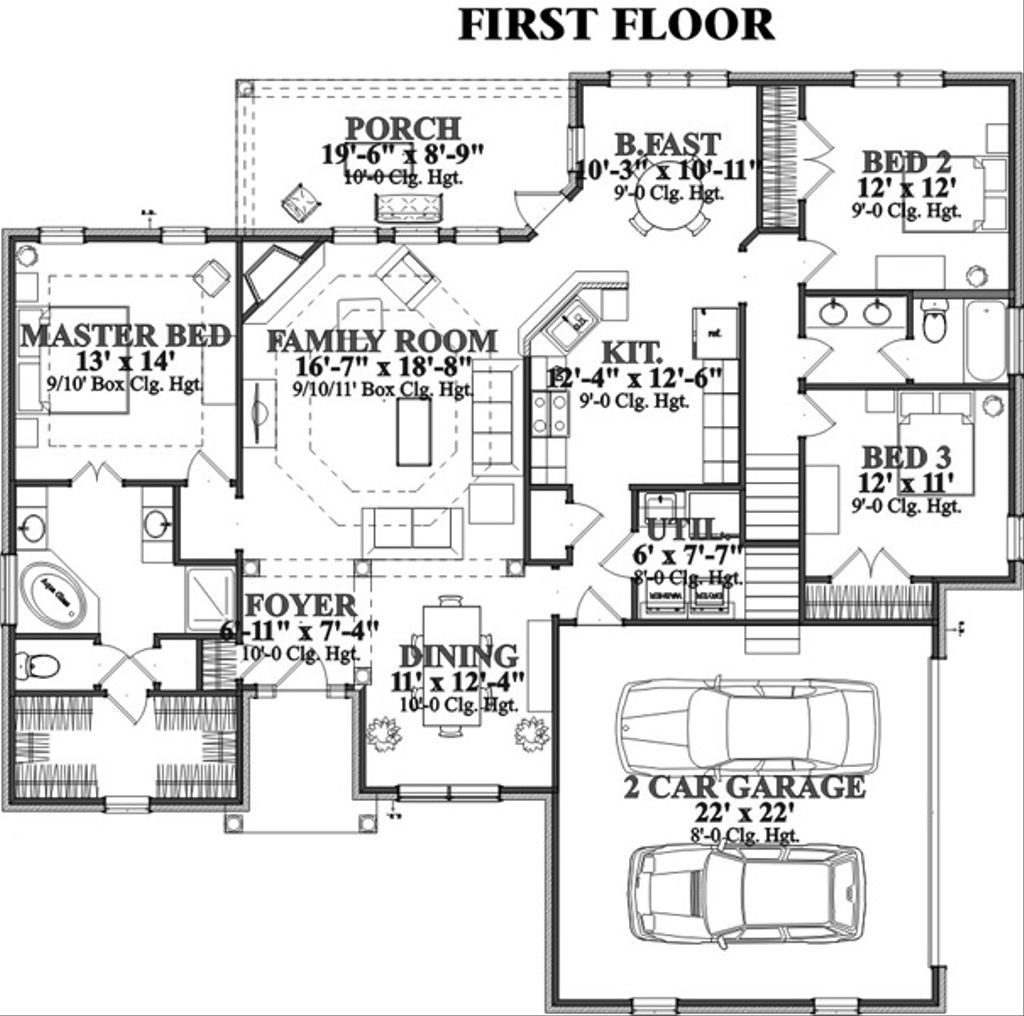 FIRST FLOOR
PORCH
19'-6" x 8'-9"
10'-0 Clg. Hgt.
B.FAST
10'-3" x 10'-11"
9'-0 Clg. Hgt.
BED 2
12' x 12'
9'-0 Clg. Hgt.
MASTER BED
13' x 14'
9/10' Box Clg. Hgt.
FAMILY ROOM
16'-7" x 18'-8"
9/10/11' Box Clg. Hgt.
ref.
KIT.
12'-4" x 12'-6"
9'-0 Clg. Hgt.
BED 3
12' x 11'
9'-0 Clg. Hgt.
UTIL.
6' x 7'-7"
8'-0 Clg. Hgt.
WASHER
DRYER
FOYER
6'-11" x 7'-4"
10'-0 Clg. Hgt.
DINING
11' x 12'-4"
10'-0 Clg. Hgt.
2 CAR GARAGE
22' x 22'
8'-0 Clg. Hgt.